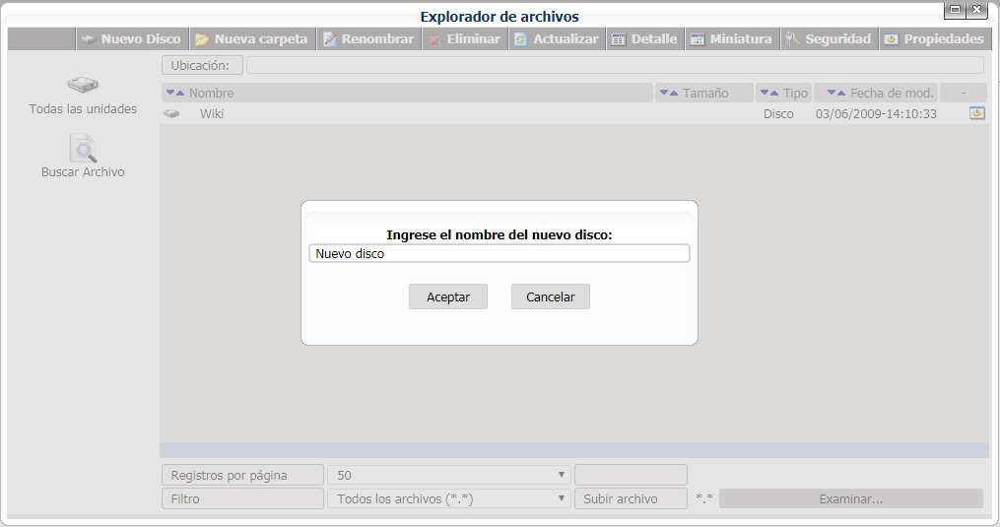 Explorador de archivos
Nuevo Disco Nueva carpeta Renombrar Eliminar Actualizar Detalle Miniatura Seguridad Propiedades
Ubicación:
Todas las unidades
Nombre Tamaño Tipo Fecha de mod. -
Wiki Disco 03/06/2009-14:10:33
Buscar Archivo
Ingrese el nombre del nuevo disco:
Nuevo disco
Aceptar Cancelar
Registros por página 50
Filtro Todos los archivos (*.*) Subir archivo *.* Examinar...